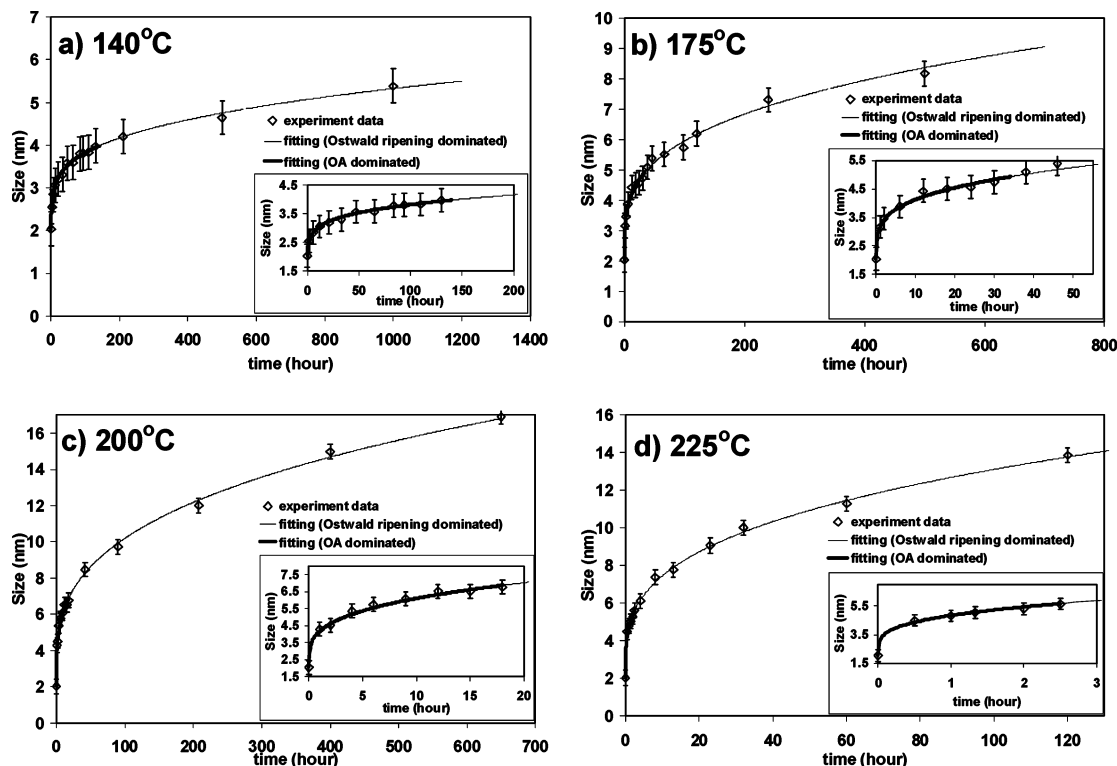 a) 140°C
7
6
5
4
3
2
1
0
Size (nm)
experiment data
fitting (Ostwald ripening dominated)
fitting (OA dominated)
4.5
3.5
2.5
1.5
Size (nm)
0 50 100 150 200
time (hour)
0 200 400 600 800 1000 1200 1400
time (hour)
b) 175°C
10
9
8
7
6
5
4
3
2
1
0
Size (nm)
experiment data
fitting (Ostwald ripening dominated)
fitting (OA dominated)
5.5
4.5
3.5
2.5
1.5
Size (nm)
0 10 20 30 40 50
time (hour)
0 200 400 600 800
time (hour)
c) 200°C
16
14
12
10
8
6
4
2
0
Size (nm)
experiment data
fitting (Ostwald ripening dominated)
fitting (OA dominated)
7.5
6.5
5.5
4.5
3.5
2.5
1.5
Size (nm)
0 5 10 15 20
time (hour)
0 100 200 300 400 500 600 700
time (hour)
d) 225°C
16
14
12
10
8
6
4
2
0
Size (nm)
experiment data
fitting (Ostwald ripening dominated)
fitting (OA dominated)
5.5
3.5
1.5
Size (nm)
0 1 2 3
time (hour)
0 20 40 60 80 100 120
time (hour)